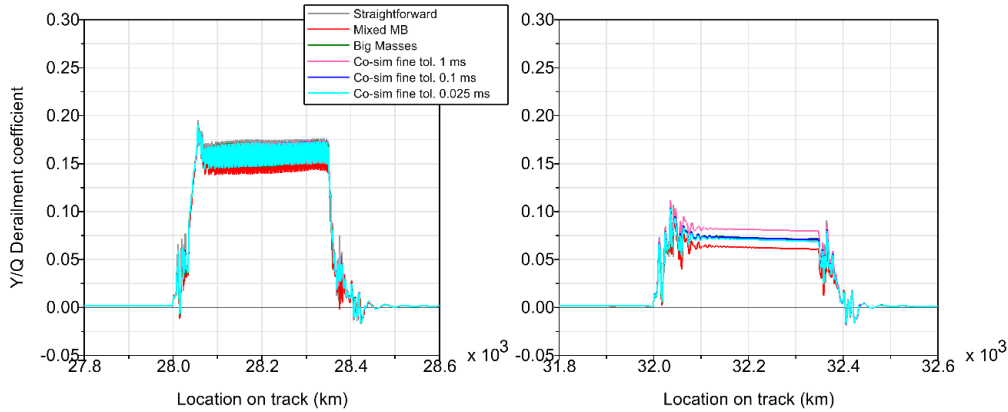 Straightforward
Mixed MB
Big Masses
Co-sim fine tol. 1 ms
Co-sim fine tol. 0.1 ms
Co-sim fine tol. 0.025 ms
Y/Q Derailment coefficient
0.30
0.25
0.20
0.15
0.10
0.05
0.00
-0.05
27.8
28.0
28.2
28.4
28.6
x 10³
Location on track (km)
0.30
0.25
0.20
0.15
0.10
0.05
0.00
-0.05
31.8
32.0
32.2
32.4
32.6
x 10³
Location on track (km)